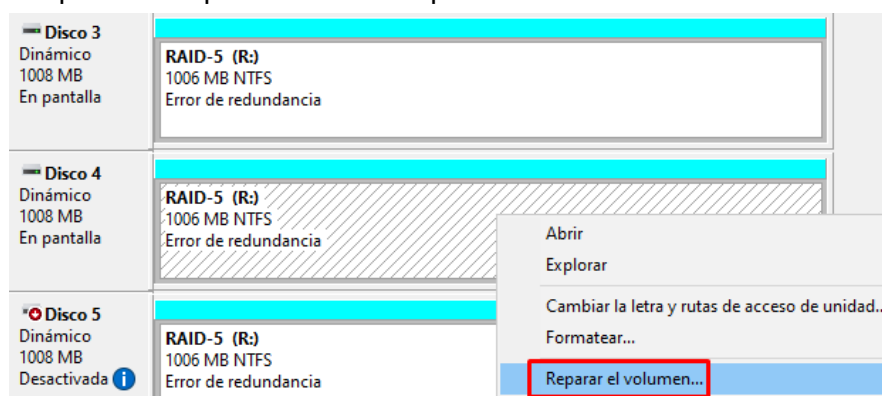 Disco 3
Dinámico
1008 MB
En pantalla
RAID-5 (R:)
1006 MB NTFS
Error de redundancia
Disco 4
Dinámico
1008 MB
En pantalla
RAID-5 (R:)
1006 MB NTFS
Error de redundancia
Disco 5
Dinámico
1008 MB
Desactivada
RAID-5 (R:)
1006 MB NTFS
Error de redundancia
Abrir
Explorar
Cambiar la letra y rutas de acceso de unidad...
Formatear...
Reparar el volumen...